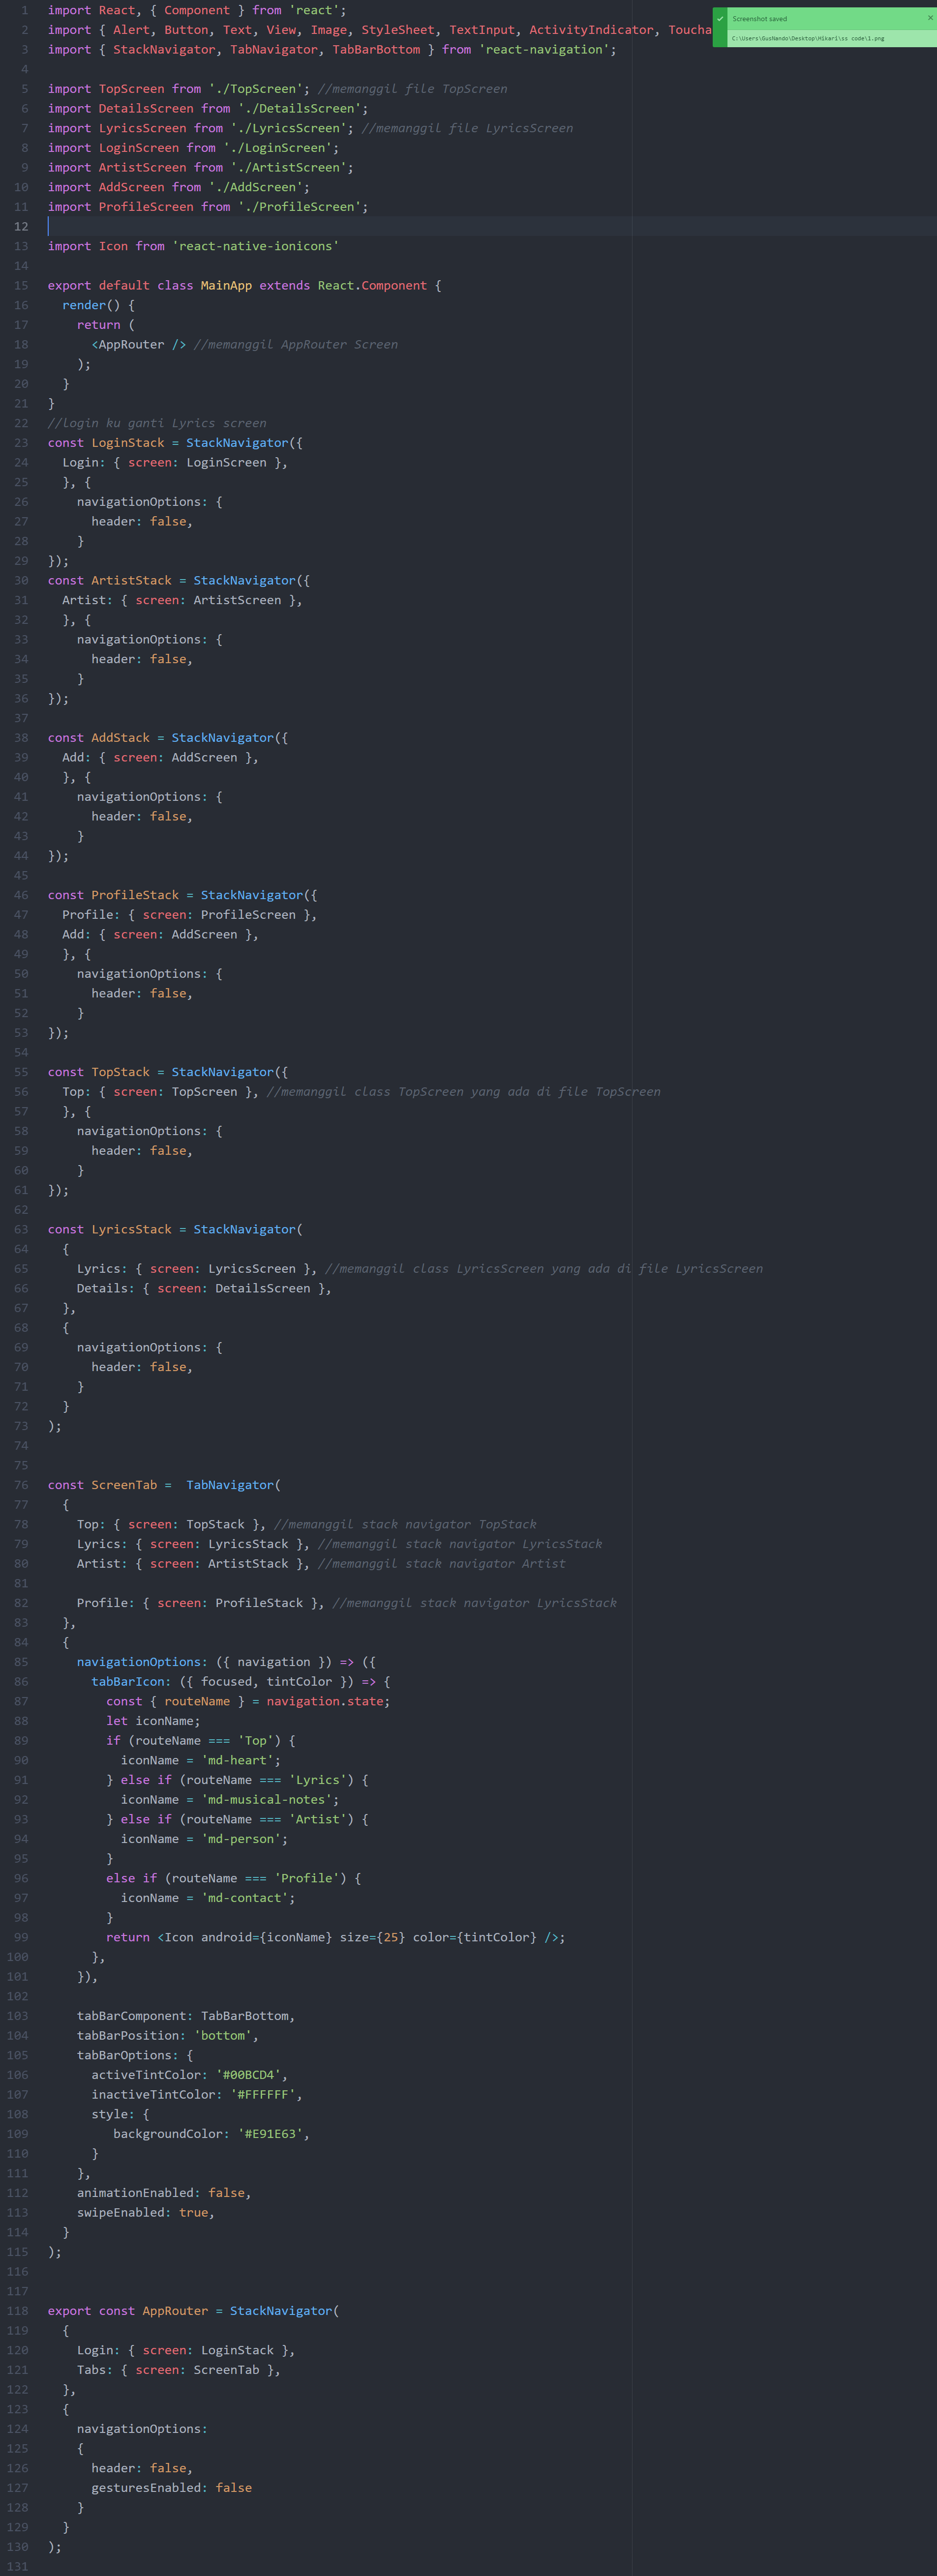 1 import React, { Component } from 'react';
2 import { Alert, Button, Text, View, Image, StyleSheet, TextInput, ActivityIndicator, Toucha
Screenshot saved
C:\Users\GusNando\Desktop\Hikari\ss code\1.png
3 import { StackNavigator, TabNavigator, TabBarBottom } from 'react-navigation';
4
5 import TopScreen from './TopScreen'; //memanggil file TopScreen
6 import DetailsScreen from './DetailsScreen';
7 import LyricsScreen from './LyricsScreen'; //memanggil file LyricsScreen
8 import LoginScreen from './LoginScreen';
9 import ArtistScreen from './ArtistScreen';
10 import AddScreen from './AddScreen';
11 import ProfileScreen from './ProfileScreen';
12
13 import Icon from 'react-native-ionicons'
14
15 export default class MainApp extends React.Component {
16   render() {
17     return (
18       <AppRouter /> //memanggil AppRouter Screen
19     );
20   }
21 }
22 //login ku ganti Lyrics screen
23 const LoginStack = StackNavigator({
24   Login: { screen: LoginScreen },
25   }, {
26     navigationOptions: {
27       header: false,
28     }
29 });
30 const ArtistStack = StackNavigator({
31   Artist: { screen: ArtistScreen },
32   }, {
33     navigationOptions: {
34       header: false,
35     }
36 });
37
38 const AddStack = StackNavigator({
39   Add: { screen: AddScreen },
40   }, {
41     navigationOptions: {
42       header: false,
43     }
44 });
45
46 const ProfileStack = StackNavigator({
47   Profile: { screen: ProfileScreen },
48   Add: { screen: AddScreen },
49   }, {
50     navigationOptions: {
51       header: false,
52     }
53 });
54
55 const TopStack = StackNavigator({
56   Top: { screen: TopScreen }, //memanggil class TopScreen yang ada di file TopScreen
57   }, {
58     navigationOptions: {
59       header: false,
60     }
61 });
62
63 const LyricsStack = StackNavigator(
64   {
65     Lyrics: { screen: LyricsScreen }, //memanggil class LyricsScreen yang ada di file LyricsScreen
66     Details: { screen: DetailsScreen },
67   },
68   {
69     navigationOptions: {
70       header: false,
71     }
72   }
73 );
74
75
76 const ScreenTab =  TabNavigator(
77   {
78     Top: { screen: TopStack }, //memanggil stack navigator TopStack
79     Lyrics: { screen: LyricsStack }, //memanggil stack navigator LyricsStack
80     Artist: { screen: ArtistStack }, //memanggil stack navigator Artist
81
82     Profile: { screen: ProfileStack }, //memanggil stack navigator LyricsStack
83   },
84   {
85     navigationOptions: ({ navigation }) => ({
86       tabBarIcon: ({ focused, tintColor }) => {
87         const { routeName } = navigation.state;
88         let iconName;
89         if (routeName === 'Top') {
90           iconName = 'md-heart';
91         } else if (routeName === 'Lyrics') {
92           iconName = 'md-musical-notes';
93         } else if (routeName === 'Artist') {
94           iconName = 'md-person';
95         }
96         else if (routeName === 'Profile') {
97           iconName = 'md-contact';
98         }
99         return <Icon android={iconName} size={25} color={tintColor} />;
100       },
101     }),
102
103     tabBarComponent: TabBarBottom,
104     tabBarPosition: 'bottom',
105     tabBarOptions: {
106       activeTintColor: '#00BCD4',
107       inactiveTintColor: '#FFFFFF',
108       style: {
109          backgroundColor: '#E91E63',
110       }
111     },
112     animationEnabled: false,
113     swipeEnabled: true,
114   }
115 );
116
117
118 export const AppRouter = StackNavigator(
119   {
120     Login: { screen: LoginStack },
121     Tabs: { screen: ScreenTab },
122   },
123   {
124     navigationOptions:
125     {
126       header: false,
127       gesturesEnabled: false
128     }
129   }
130 );
131